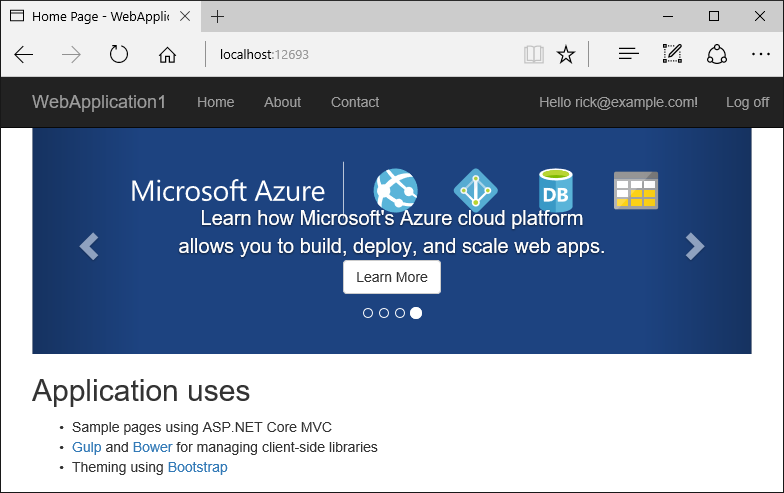 Home Page - WebApplic
localhost:12693
WebApplication1 Home About Contact Hello rick@example.com! Log off
Microsoft Azure
DB
Learn how Microsoft's Azure cloud platform
allows you to build, deploy, and scale web apps.
Learn More
Application uses
• Sample pages using ASP.NET Core MVC
• Gulp and Bower for managing client-side libraries
• Theming using Bootstrap